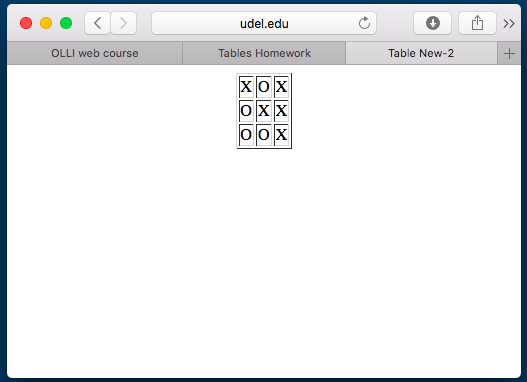 udel.edu
OLLI web course Tables Homework Table New-2
X O X
O X X
O O X